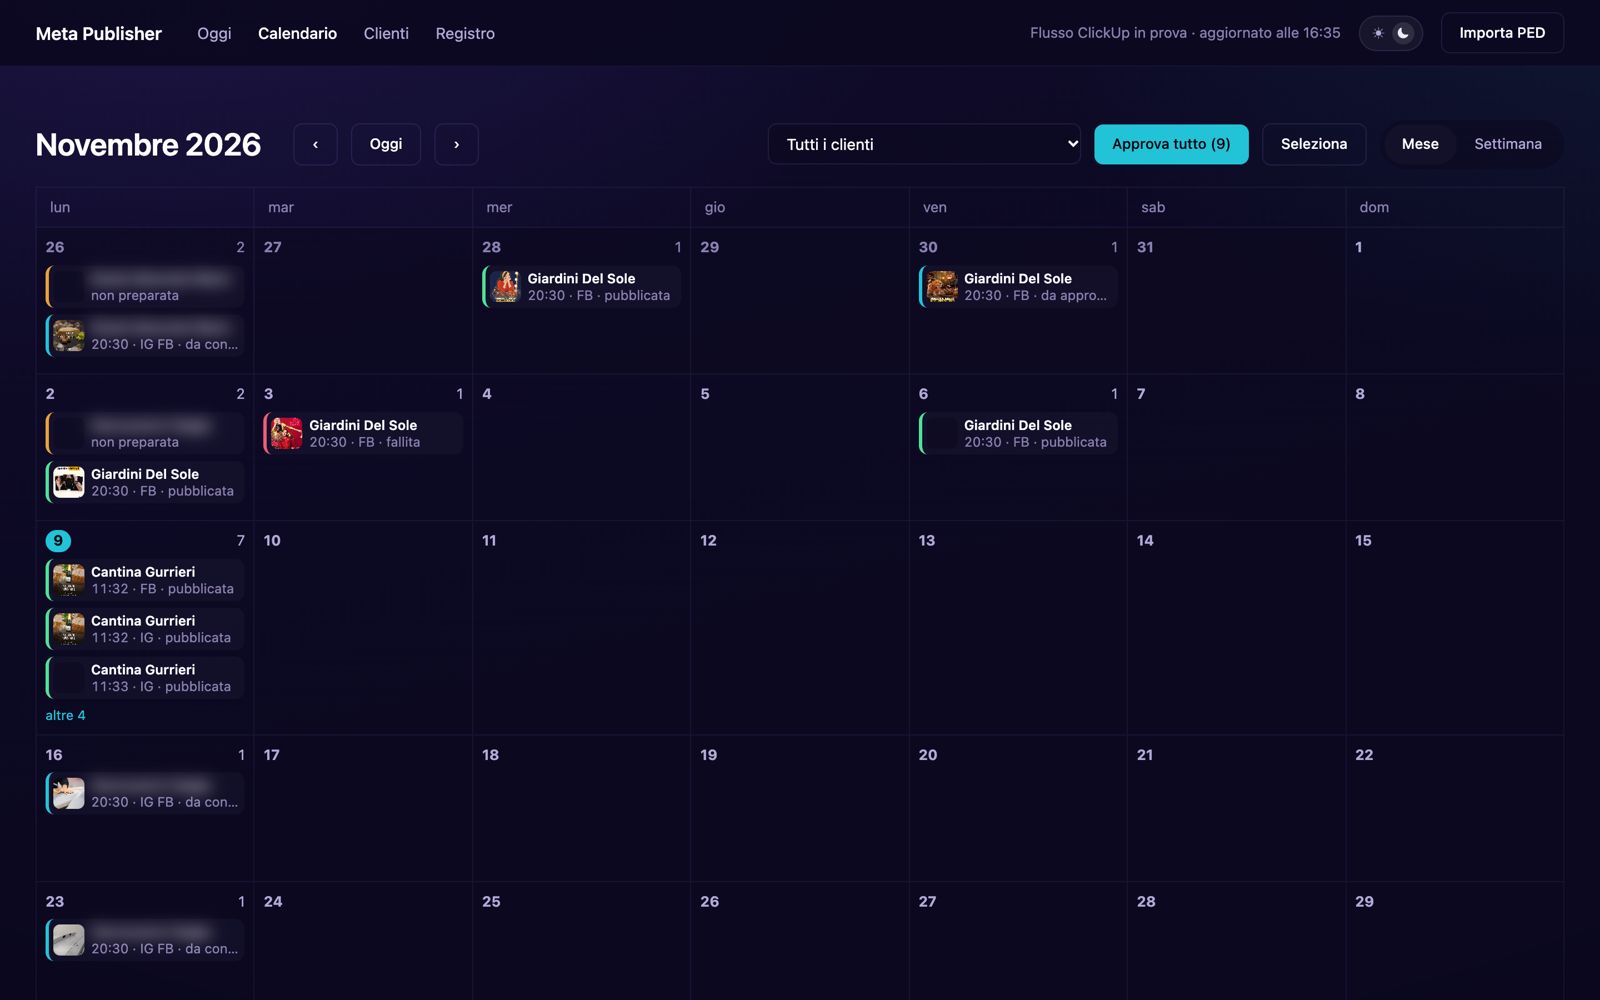 Meta Publisher Oggi Calendario Clienti Registro Flusso ClickUp in prova · aggiornato alle 16:35 Importa PED
Novembre 2026 ‹ Oggi › Tutti i clienti Approva tutto (9) Seleziona Mese Settimana
lun mar mer gio ven sab dom
26 2 27 28 1 29 30 1 31 1
non preparata
20:30 · IG FB · da con...
Giardini Del Sole
20:30 · FB · pubblicata
Giardini Del Sole
20:30 · FB · da appro...
2 2 3 1 4 5 6 1 7 8
non preparata
Giardini Del Sole
20:30 · FB · pubblicata
Giardini Del Sole
20:30 · FB · fallita
Giardini Del Sole
20:30 · FB · pubblicata
9 7 10 11 12 13 14 15
Cantina Gurrieri
11:32 · FB · pubblicata
Cantina Gurrieri
11:32 · IG · pubblicata
Cantina Gurrieri
11:33 · IG · pubblicata
altre 4
16 1 17 18 19 20 21 22
20:30 · IG FB · da con...
23 1 24 25 26 27 28 29
20:30 · IG FB · da con...